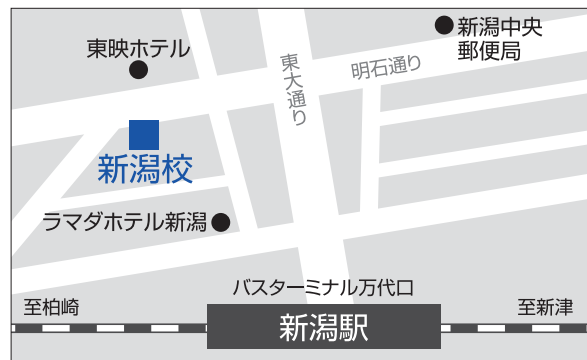 新潟中央
郵便局
東映ホテル
東大通り
明石通り
新潟校
ラマダホテル新潟
バスターミナル万代口
至柏崎
至新津
新潟駅